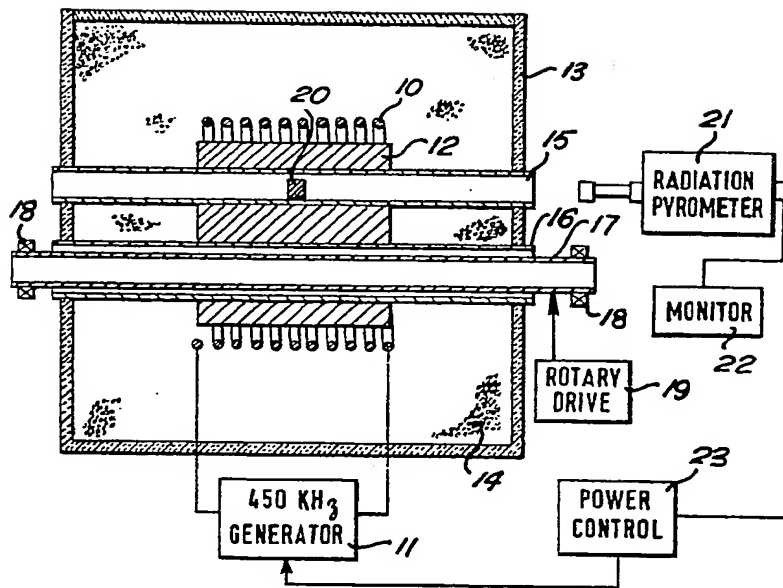 13
20
10
12
15
21
RADIATION
PYROMETER
18
16
17
MONITOR
22
18
ROTARY
DRIVE
19
14
23
POWER
CONTROL
450 KHz
GENERATOR
11